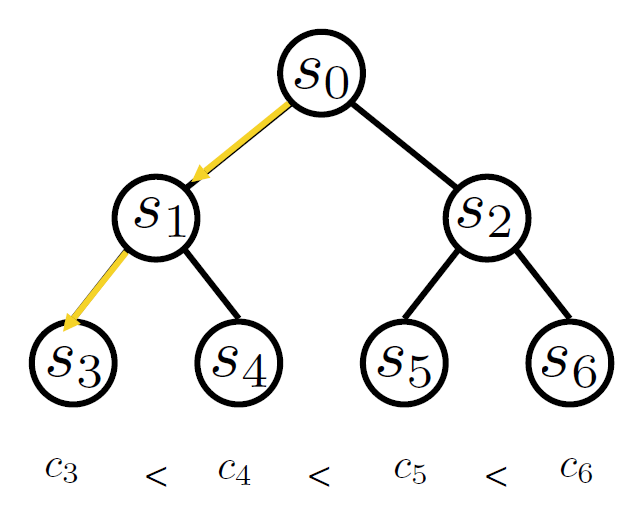 s₀
s₁ s₂
s₃ s₄ s₅ s₆
c₃ < c₄ < c₅ < c₆